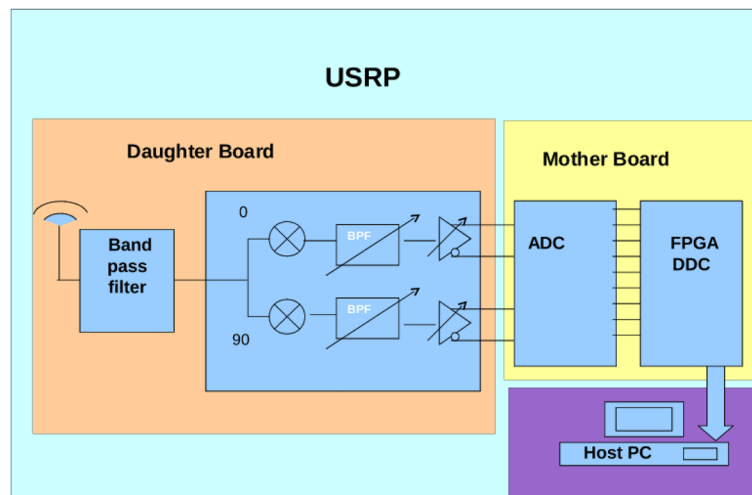 USRP
Daughter Board
Mother Board
0
BPF
Band
pass
filter
ADC
FPGA
DDC
BPF
90
Host PC